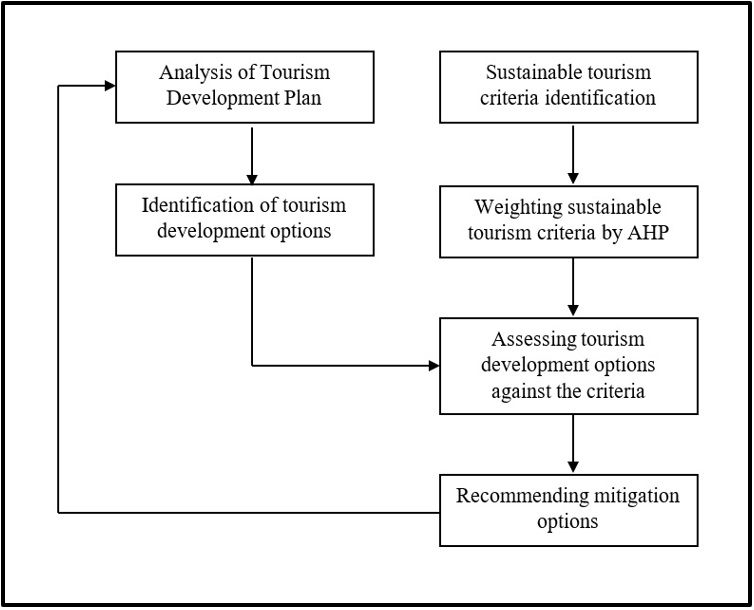 Analysis of Tourism
Development Plan
Identification of tourism
development options
Sustainable tourism
criteria identification
Weighting sustainable
tourism criteria by AHP
Assessing tourism
development options
against the criteria
Recommending mitigation
options